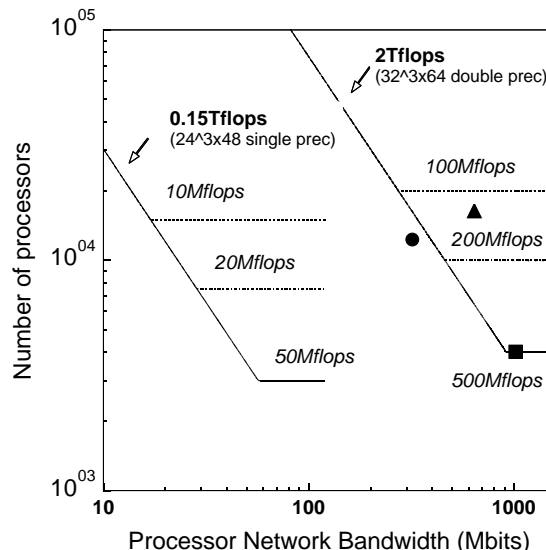 10^05
2Tflops
(32^3x64 double prec)
0.15Tflops
(24^3x48 single prec)
100Mflops
10Mflops
200Mflops
10^04
20Mflops
50Mflops
500Mflops
10^03
10
100
1000
Number of processors
Processor Network Bandwidth (Mbits)